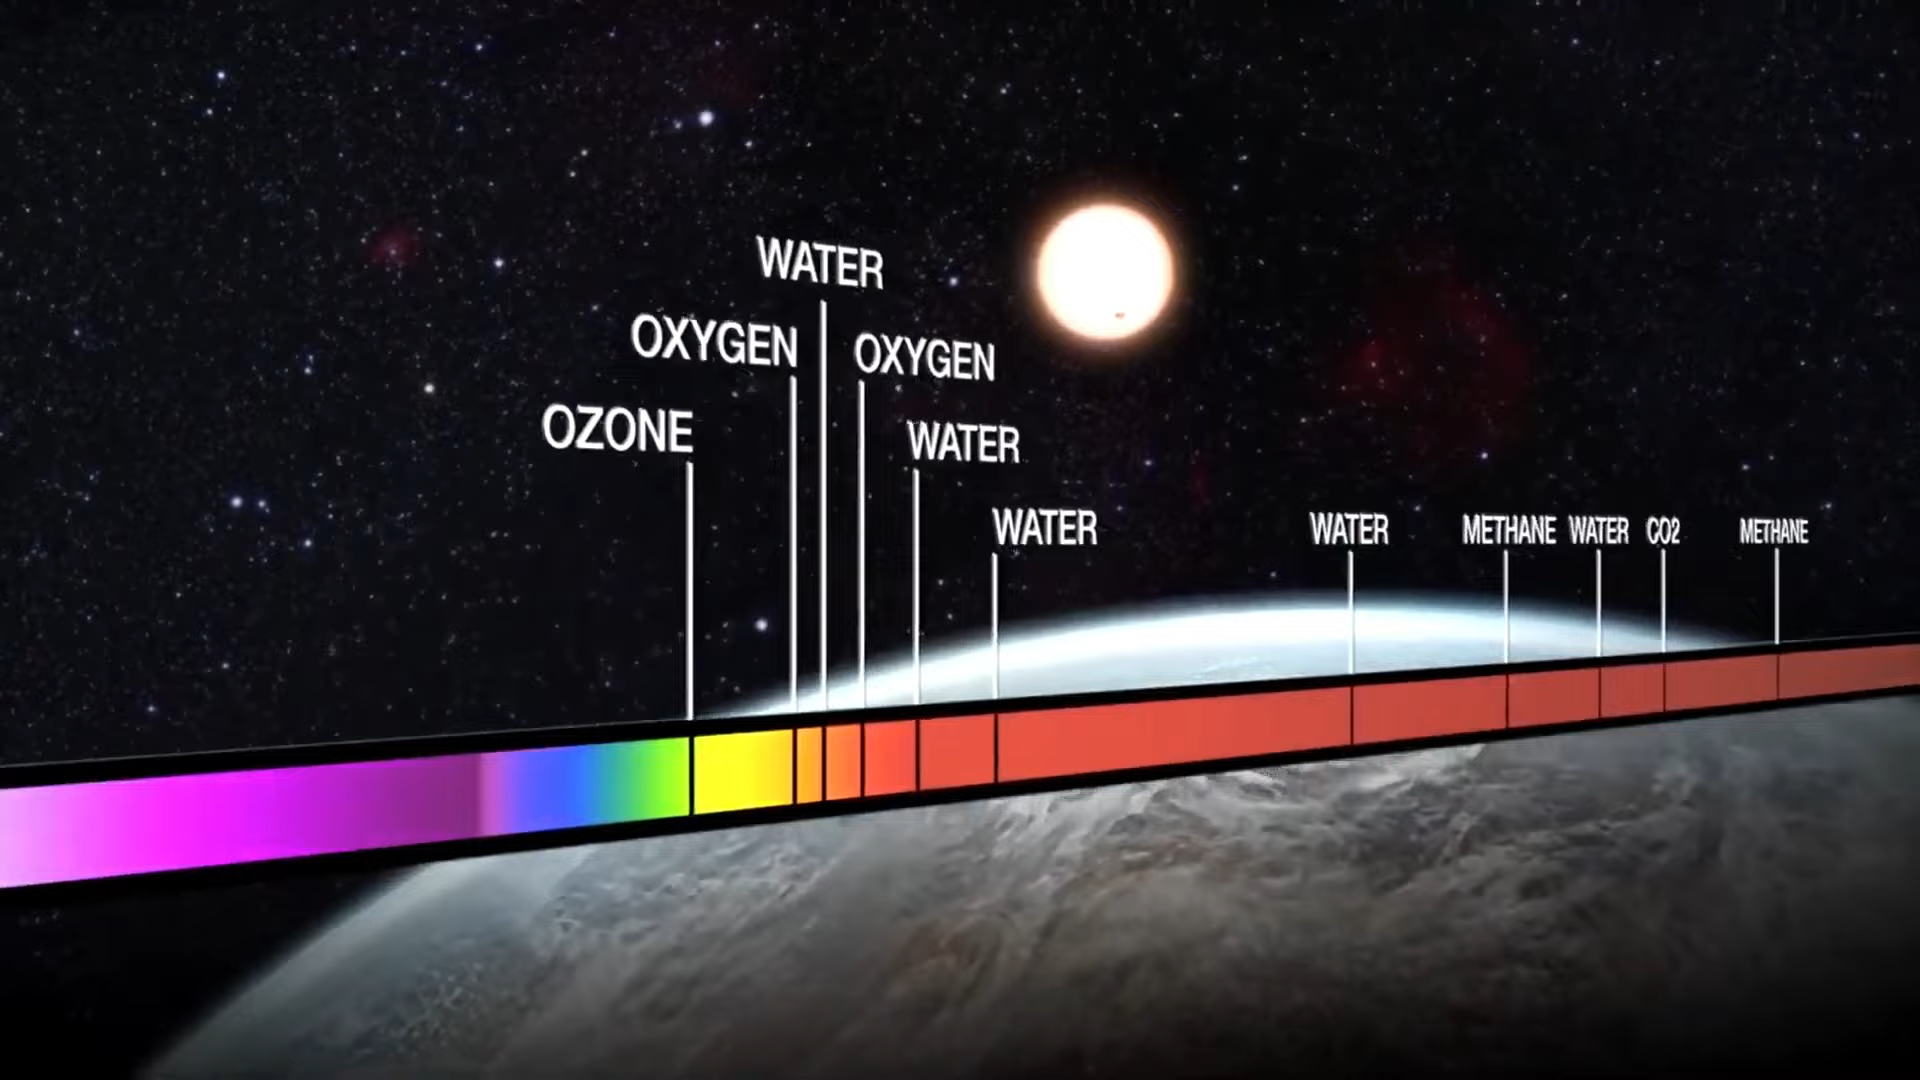 WATER
OXYGEN
OXYGEN
OZONE
WATER
WATER
WATER
METHANE
WATER
CO2
METHANE